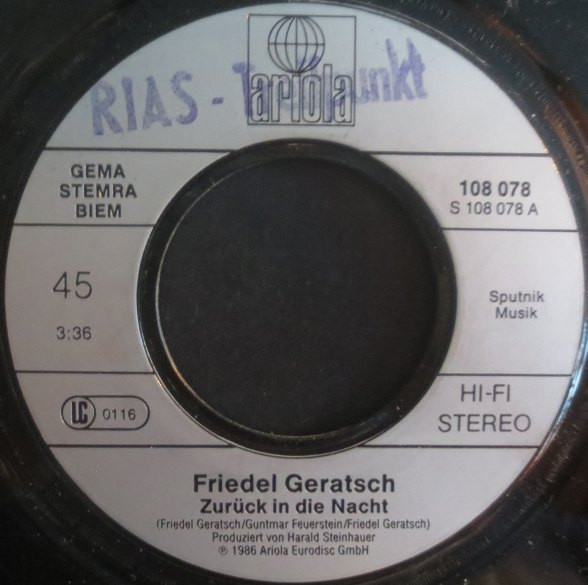 RIAS - Treffpunkt
ariola
GEMA
STEMRA
BIEM
108 078
S 108 078 A
45
3:36
Sputnik
Musik
LC 0116
HI-FI
STEREO
Friedel Geratsch
Zurück in die Nacht
(Friedel Geratsch/Guntmar Feuerstein/Friedel Geratsch)
Produziert von Harald Steinhauer
℗ 1986 Ariola Eurodisc GmbH